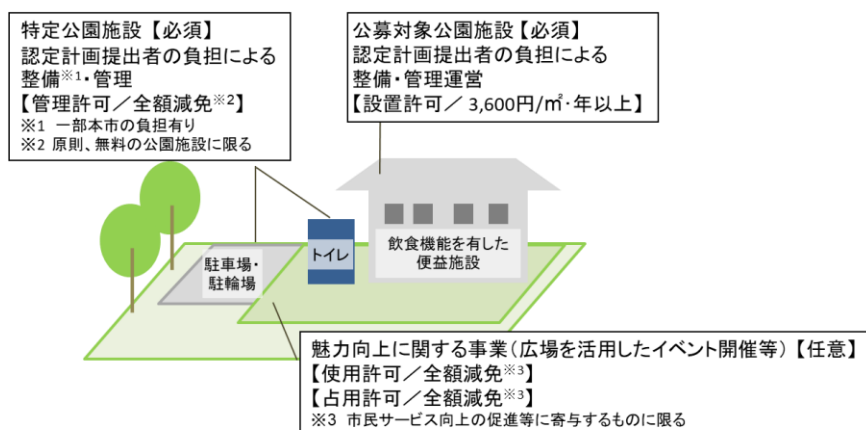 特定公園施設【必須】
認定計画提出者の負担による
整備※1・管理
【管理許可／全額減免※2】
※1 一部本市の負担有り
※2 原則、無料の公園施設に限る
公募対象公園施設【必須】
認定計画提出者の負担による
整備・管理運営
【設置許可／ 3,600円/㎡・年以上】
駐車場・
駐輪場
トイレ
飲食機能を有した
便益施設
魅力向上に関する事業（広場を活用したイベント開催等）【任意】
【使用許可／全額減免※3】
【占用許可／全額減免※3】
※3 市民サービス向上の促進等に寄与するものに限る